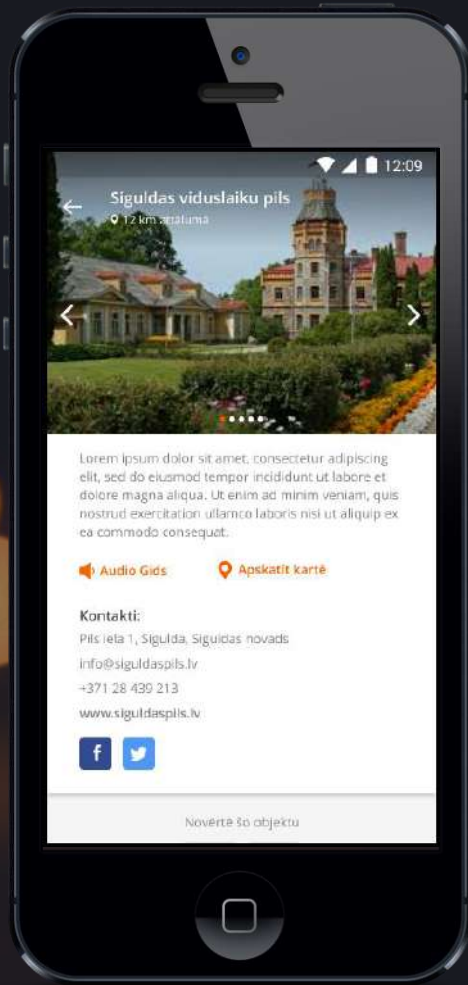 12:09
Siguldas viduslaiku pils
12 km attālumā
Lorem ipsum dolor sit amet, consectetur adipiscing
elit, sed do eiusmod tempor incididunt ut labore et
dolore magna aliqua. Ut enim ad minim veniam, quis
nostrud exercitation ullamco laboris nisi ut aliquip ex
ea commodo consequat.
Audio Gids
Apskatīt kartē
Kontakti:
Pils iela 1, Sigulda, Siguldas novads
info@siguldaspils.lv
+371 28 439 213
www.siguldaspils.lv
f
Novērtē šo objektu